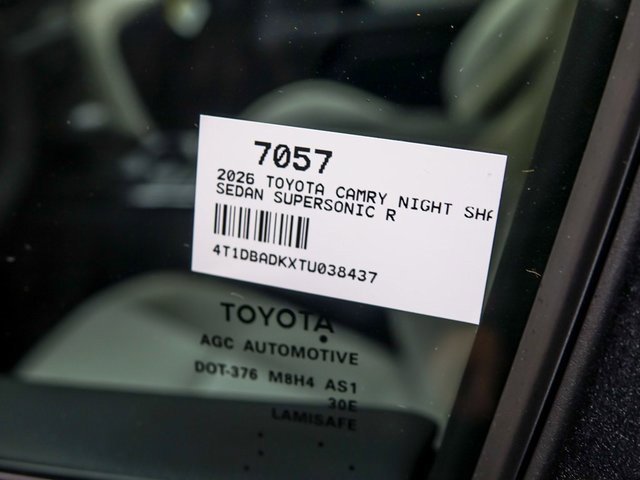 7057
2026 TOYOTA CAMRY NIGHT SHA
SEDAN SUPERSONIC R
4T1DBADKXTU038437
TOYOTA
AGC AUTOMOTIVE
DOT-376 M8H4 AS1
30E
LAMISAFE